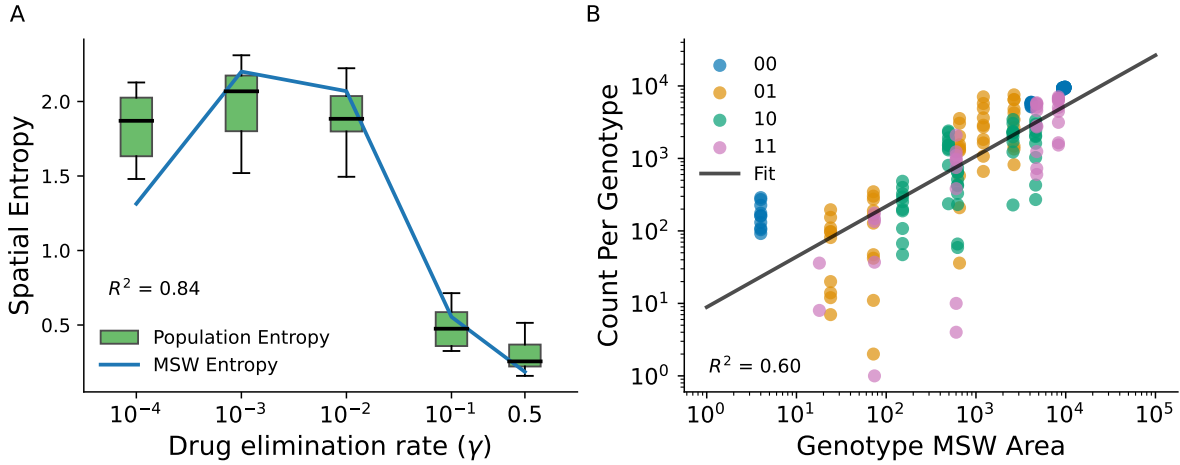 A
Spatial Entropy
2.0
1.5
1.0
0.5
R² = 0.84
Population Entropy
MSW Entropy
10⁻⁴
10⁻³
10⁻²
10⁻¹
0.5
Drug elimination rate (γ)
B
Count Per Genotype
10⁴
10³
10²
10¹
10⁰
00
01
10
11
Fit
R² = 0.60
10⁰
10¹
10²
10³
10⁴
10⁵
Genotype MSW Area